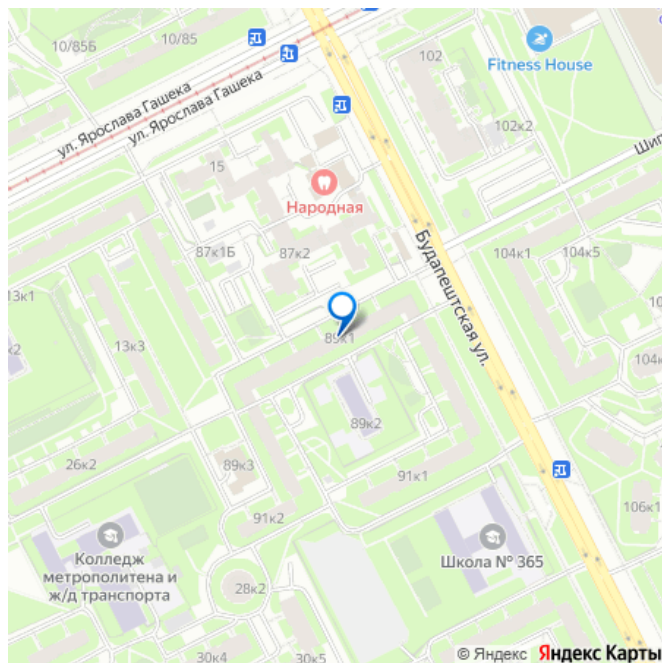 10/85Б
10/85
102
Fitness House
ул. Ярослава Гашека
ул. Ярослава Гашека
102к2
15
Народная
87к1Б
87к2
Будапештская ул.
104к1
104к5
13к1
13к3
89к1
89к2
26к2
89к3
91к1
91к2
106к1
Колледж
метрополитена и
ж/д транспорта
Школа № 365
28к2
30к4
30к5
© Яндекс Яндекс Карты